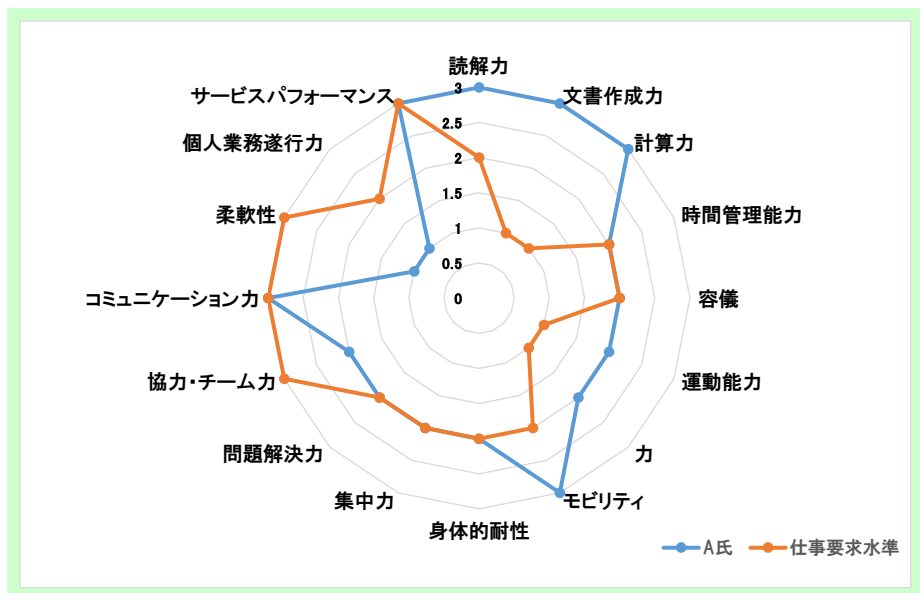 読解力
文書作成力
計算力
時間管理能力
容儀
運動能力
力
モビリティ
身体的耐性
集中力
問題解決力
協力・チーム力
コミュニケーション力
柔軟性
個人業務遂行力
サービスパフォーマンス
3
2.5
2
1.5
1
0.5
0
A氏
仕事要求水準